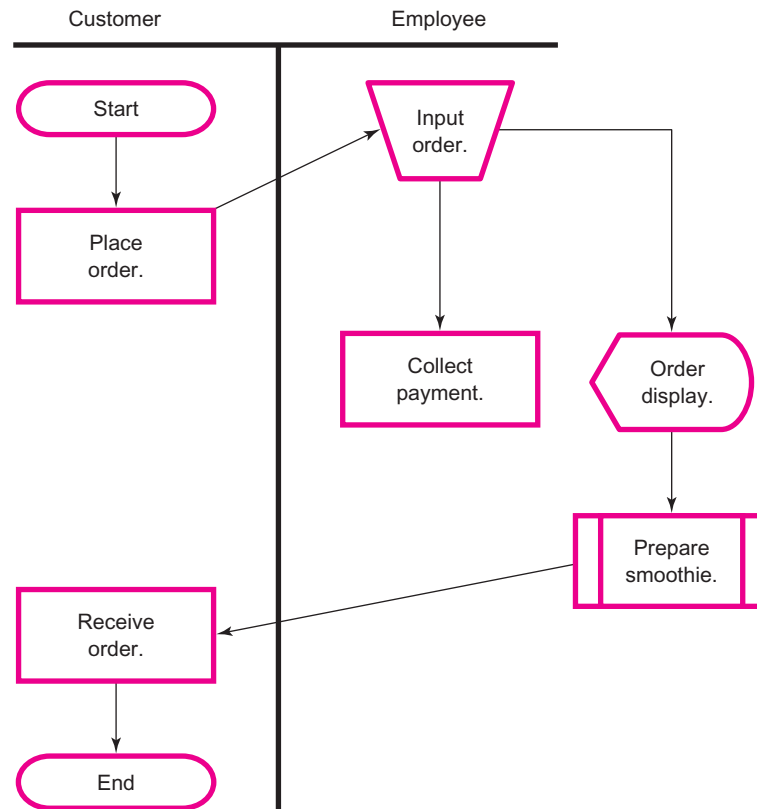 Customer
Employee
Start
Input
order.
Place
order.
Collect
payment.
Order
display.
Prepare
smoothie.
Receive
order.
End